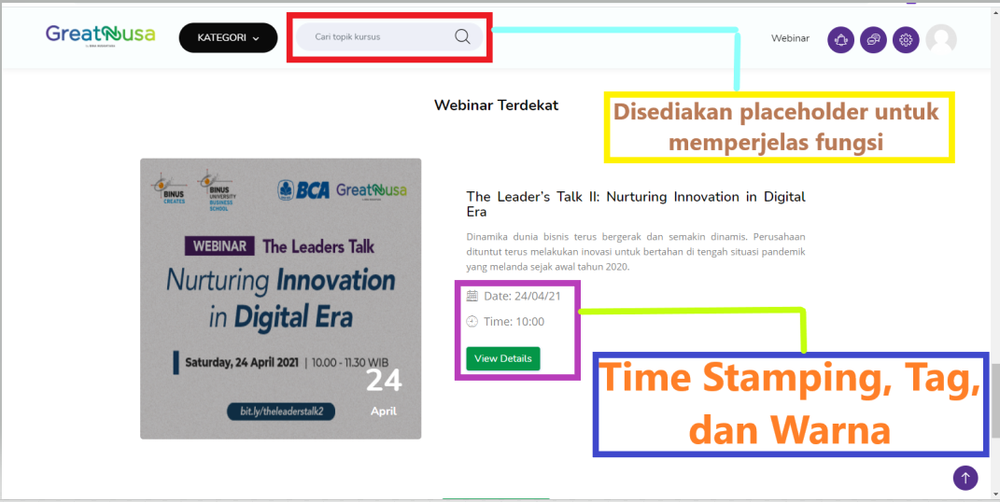 GreatNusa
KATEGORI
Cari topik kursus
Webinar
Webinar Terdekat
Disediakan placeholder untuk
memperjelas fungsi
BINUS
CREATES
BINUS
UNIVERSITY
BUSINESS
SCHOOL
BCA
GreatNusa
WEBINAR The Leaders Talk
Nurturing Innovation
in Digital Era
Saturday, 24 April 2021 | 10.00 - 11.30 WIB
24
April
bit.ly/theleaderstalk2
The Leader's Talk II: Nurturing Innovation in Digital
Era
Dinamika dunia bisnis terus bergerak dan semakin dinamis. Perusahaan
dituntut terus melakukan inovasi untuk bertahan di tengah situasi pandemik
yang melanda sejak awal tahun 2020.
Date: 24/04/21
Time: 10:00
View Details
Time Stamping, Tag,
dan Warna